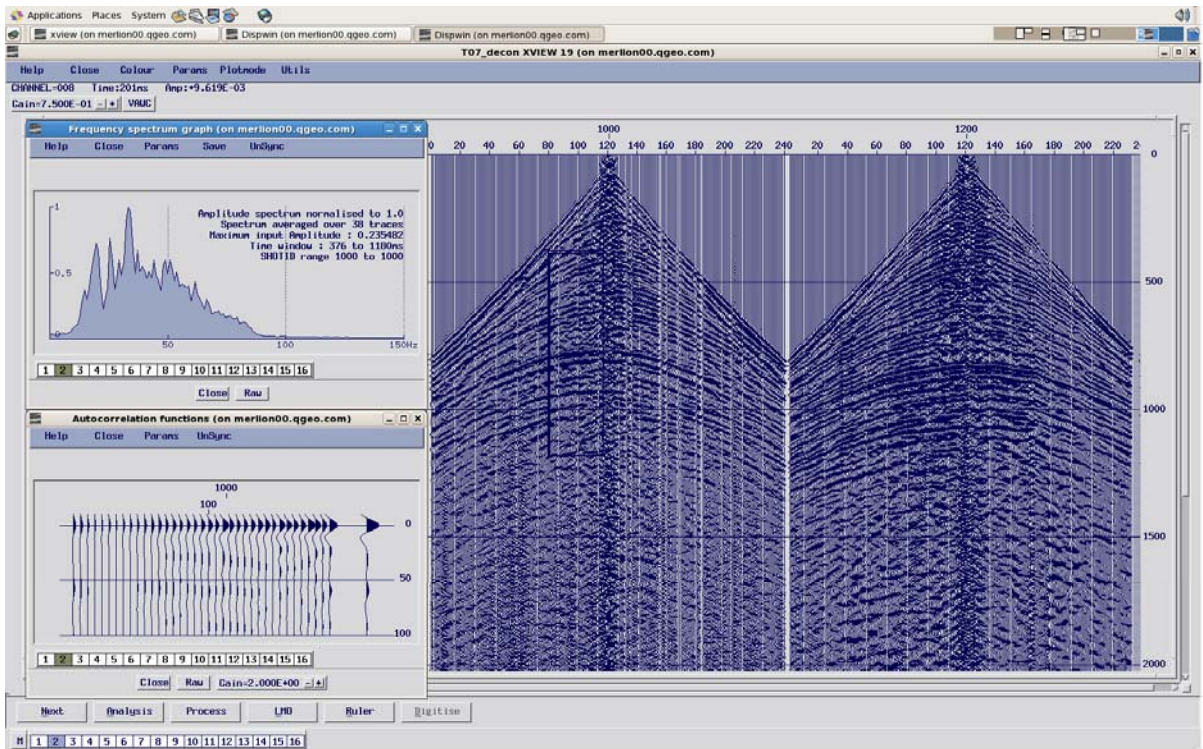 Applications Places System
xview (on merlion00.qgeo.com) Dispwin (on merlion00.qgeo.com) Dispwin (on merlion00.qgeo.com)
T07_decon XVIEW 19 (on merlion00.qgeo.com)
Help Close Colour Params Plotmode Utils
CHANNEL=008 Time:201ms Amp:+9.619E-03
Gain=7.500E-01 - + VAWG
Frequency spectrum graph (on merlion00.qgeo.com)
Help Close Params Save UnSync
Amplitude spectrum normalised to 1.0
Spectrum averaged over 38 traces
Maximum input Amplitude : 0.235482
Time window : 376 to 1180ms
SHOTID range 1000 to 1000
1
0.5
0
50 100 150Hz
1 2 3 4 5 6 7 8 9 10 11 12 13 14 15 16
Close Raw
Autocorrelation functions (on merlion00.qgeo.com)
Help Close Params UnSync
1000
100
0
50
100
1 2 3 4 5 6 7 8 9 10 11 12 13 14 15 16
Close Raw Gain=2.000E+00 - +
1000 1200
0 20 40 60 80 100 120 140 160 180 200 220 240 20 40 60 80 100 120 140 160 180 200 220 2
0
500
1000
1500
2000
Next Analysis Process LMO Ruler Digitise
M 1 2 3 4 5 6 7 8 9 10 11 12 13 14 15 16